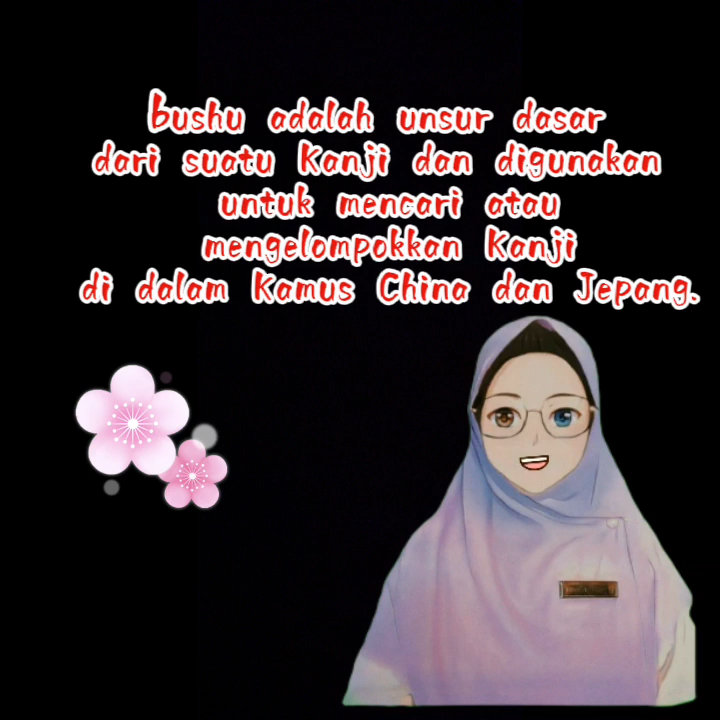 bushu adalah unsur dasar
dari suatu Kanji dan digunakan
untuk mencari atau
mengelompokkan Kanji
di dalam Kamus China dan Jepang.